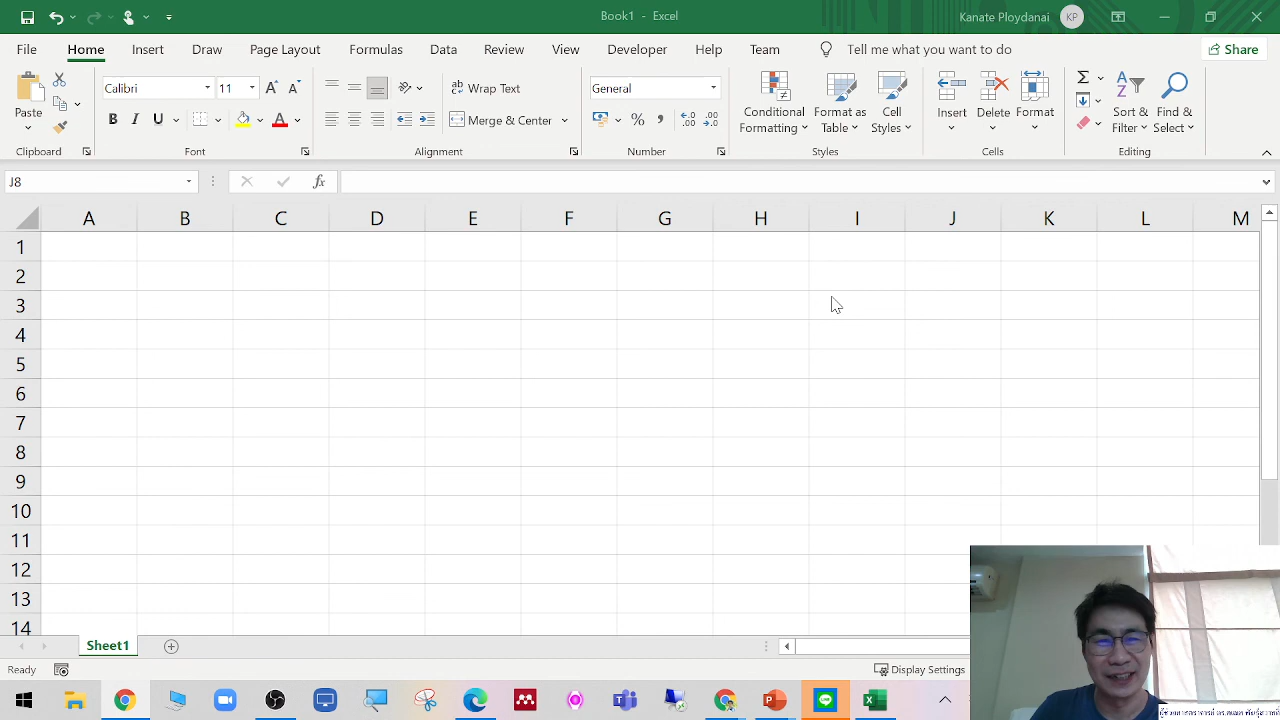 Book1 - Excel
Kanate Ploydanai KP
File Home Insert Draw Page Layout Formulas Data Review View Developer Help Team Tell me what you want to do Share
Calibri 11 Wrap Text General
Paste B I U Merge & Center % Conditional Formatting Format as Table Cell Styles Insert Delete Format Sort & Filter Find & Select
Clipboard Font Alignment Number Styles Cells Editing
J8 fx
A B C D E F G H I J K L M
1
2
3
4
5
6
7
8
9
10
11
12
13
14
Sheet1
Ready Display Settings